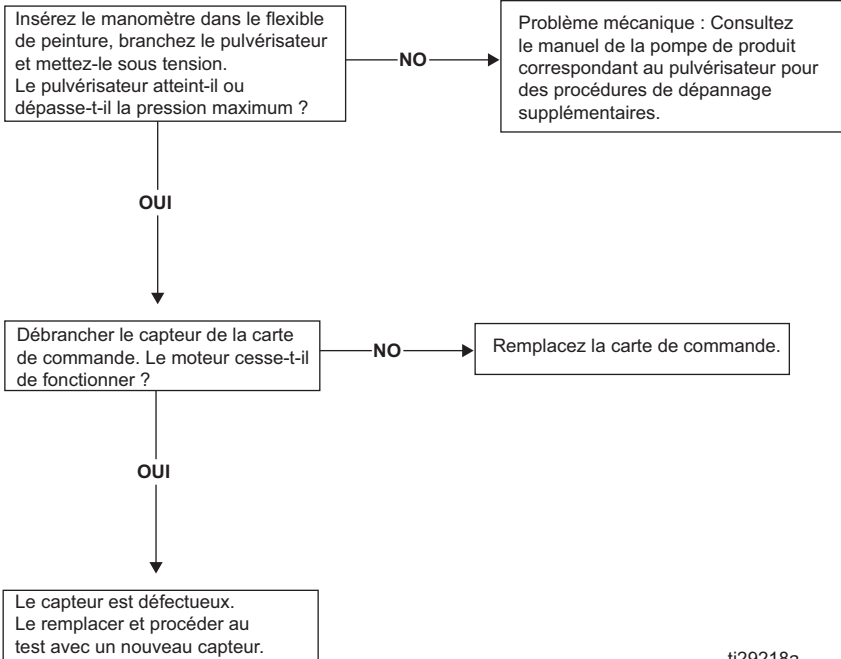 Insérez le manomètre dans le flexible
de peinture, branchez le pulvérisateur
et mettez-le sous tension.
Le pulvérisateur atteint-il ou
dépasse-t-il la pression maximum ?
NO
Problème mécanique : Consultez
le manuel de la pompe de produit
correspondant au pulvérisateur pour
des procédures de dépannage
supplémentaires.
OUI
Débrancher le capteur de la carte
de commande. Le moteur cesse-t-il
de fonctionner ?
NO
Remplacez la carte de commande.
OUI
Le capteur est défectueux.
Le remplacer et procéder au
test avec un nouveau capteur.
ti29218a